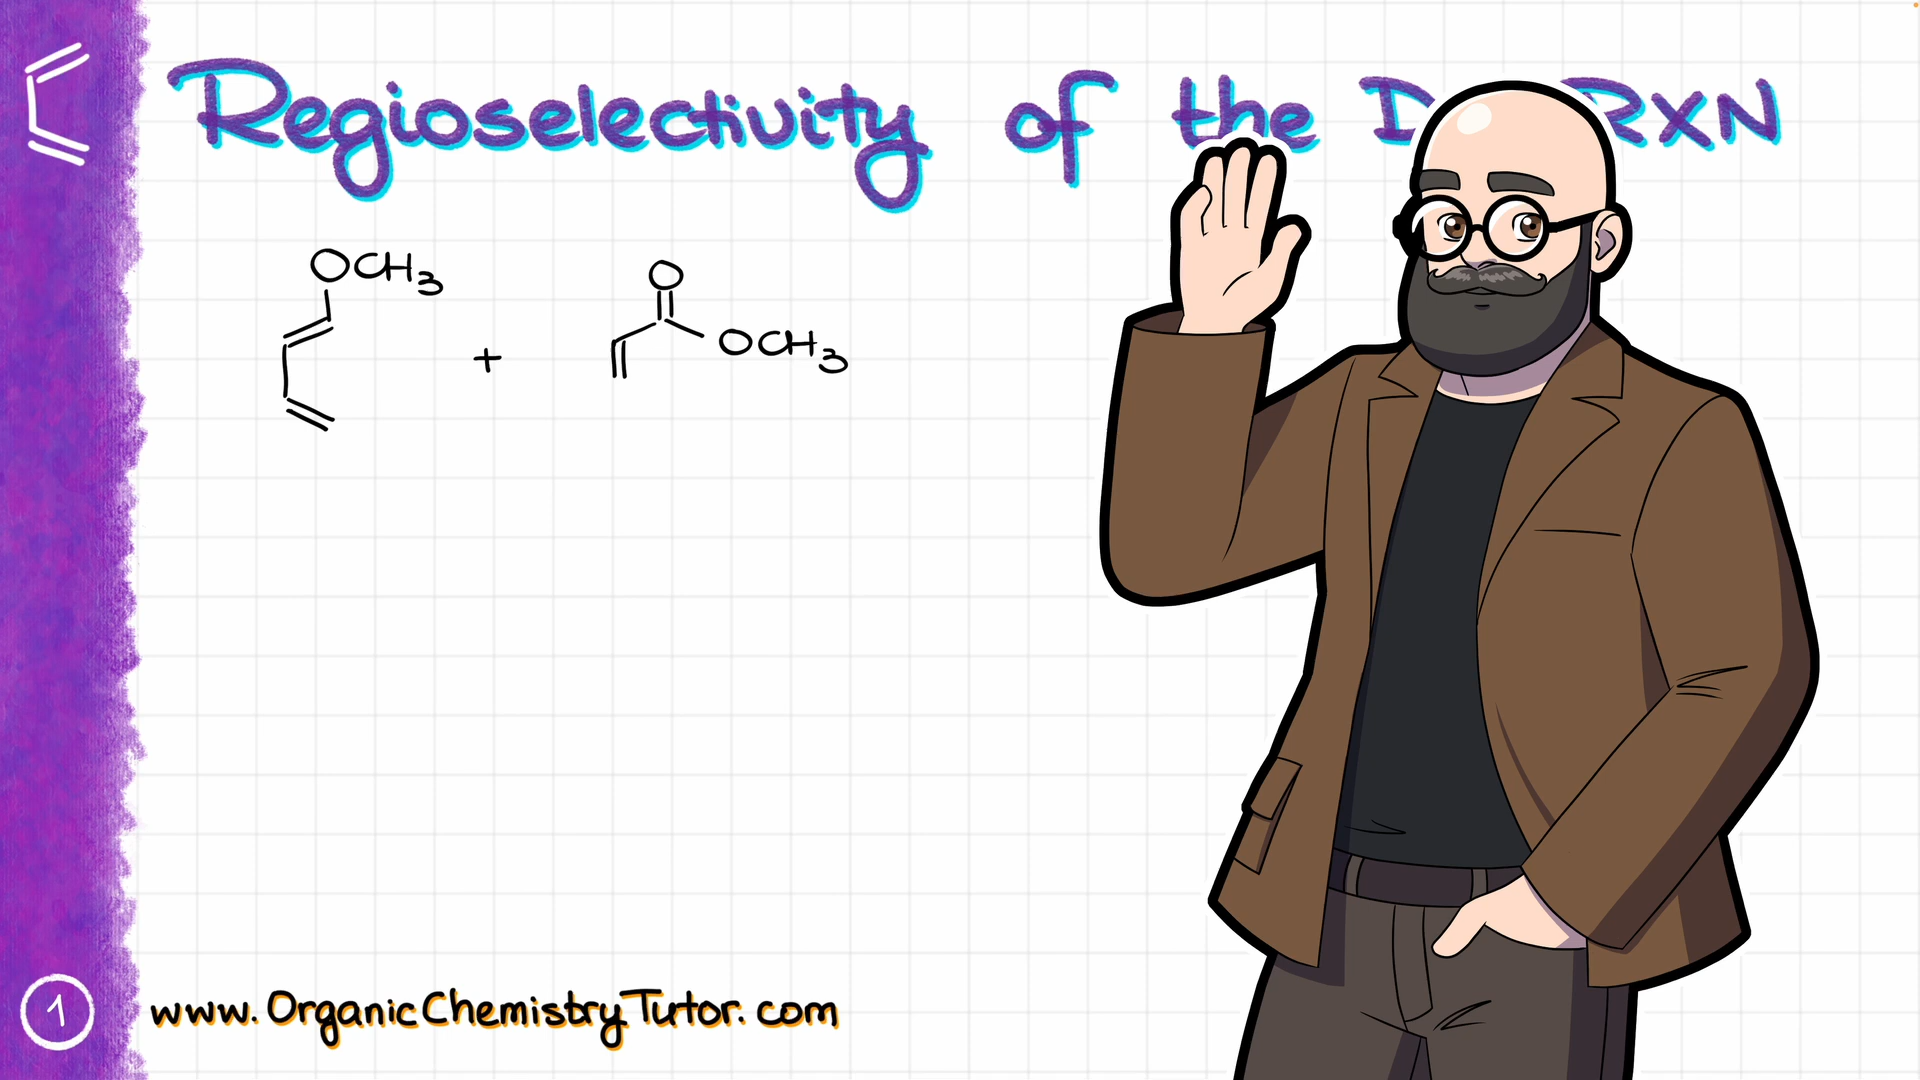 Regioselectivity of the RXN
OCH3
+
O
OCH3
1
www.OrganicChemistryTutor.com